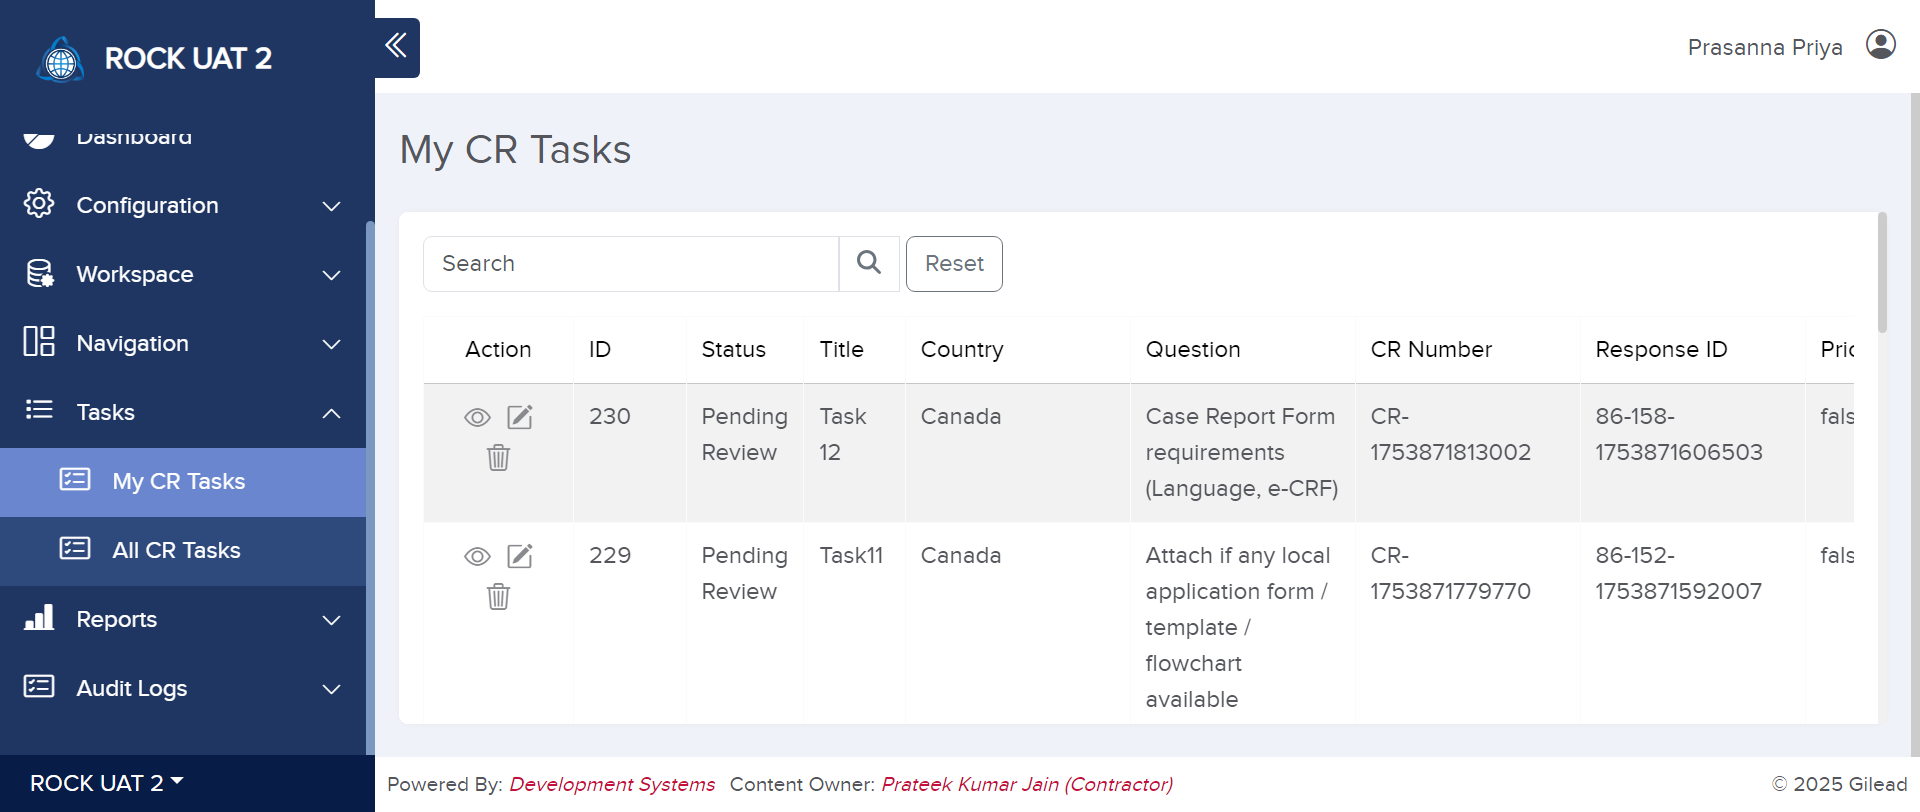 ROCK UAT 2
Prasanna Priya
Dashboard
Configuration
Workspace
Navigation
Tasks
My CR Tasks
All CR Tasks
Reports
Audit Logs
ROCK UAT 2
My CR Tasks
Search
Reset
Action ID Status Title Country Question CR Number Response ID
230 Pending Task Canada Case Report Form CR- 86-158- fals
Review 12 requirements 1753871813002 1753871606503
(Language, e-CRF)
229 Pending Task11 Canada Attach if any local CR- 86-152- fals
Review application form / 1753871779770 1753871592007
template /
flowchart
available
Powered By: Development Systems Content Owner: Prateek Kumar Jain (Contractor)
© 2025 Gilead